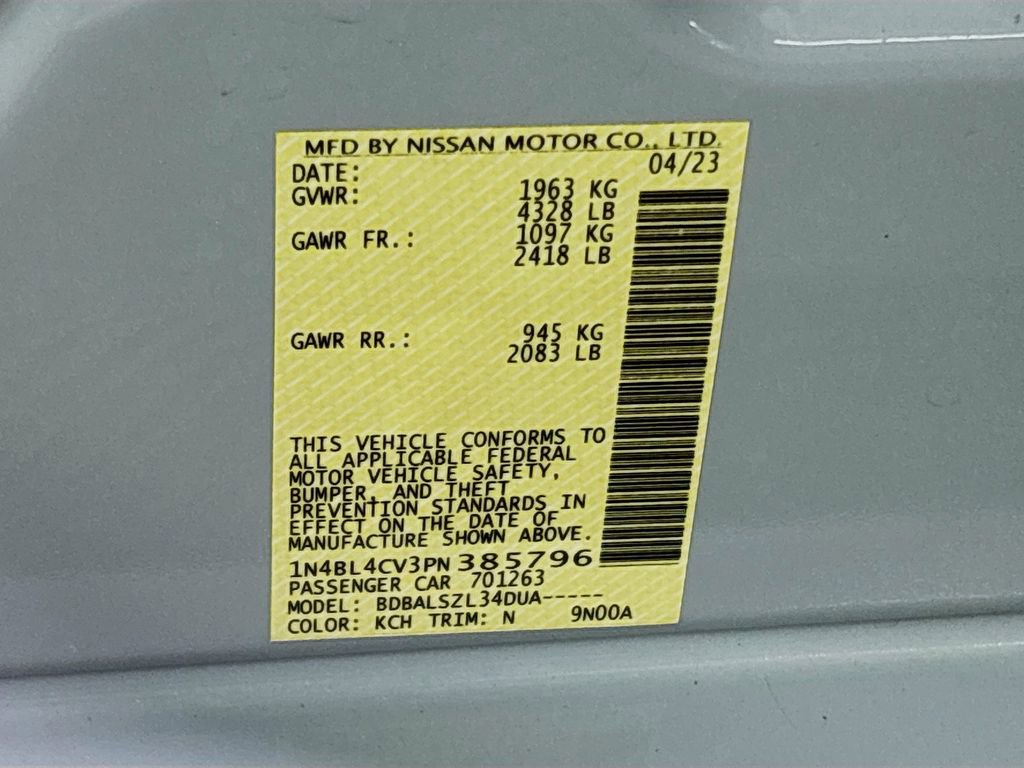 MFD BY NISSAN MOTOR CO., LTD.
DATE: 04/23
GVWR: 1963 KG
4328 LB
GAWR FR.: 1097 KG
2418 LB
GAWR RR.: 945 KG
2083 LB
THIS VEHICLE CONFORMS TO
ALL APPLICABLE FEDERAL
MOTOR VEHICLE SAFETY,
BUMPER, AND THEFT
PREVENTION STANDARDS IN
EFFECT ON THE DATE OF
MANUFACTURE SHOWN ABOVE.
1N4BL4CV3PN 385796
PASSENGER CAR 701263
MODEL: BDBALSZL34DUA-----
COLOR: KCH TRIM: N 9N00A